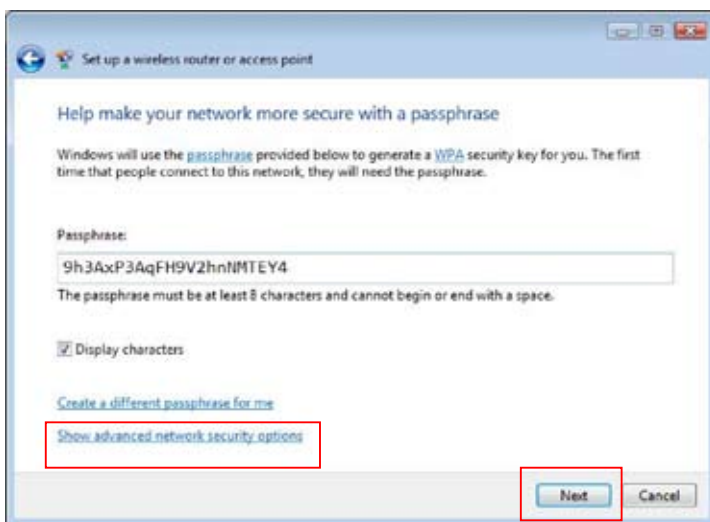 Set up a wireless router or access point
Help make your network more secure with a passphrase
Windows will use the passphrase provided below to generate a WPA security key for you. The first
time that people connect to this network, they will need the passphrase.
Passphrase:
9h3AxP3AqFH9V2hnNMTEY4
The passphrase must be at least 8 characters and cannot begin or end with a space.
Display characters
Create a different passphrase for me
Show advanced network security options
Next Cancel